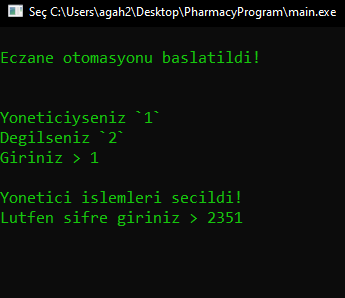 Seç C:\Users\agah2\Desktop\PharmacyProgram\main.exe
Eczane otomasyonu baslatildi!
Yoneticiyseniz `1`
Degilseniz `2`
Giriniz > 1
Yonetici islemleri secildi!
Lutfen sifre giriniz > 2351